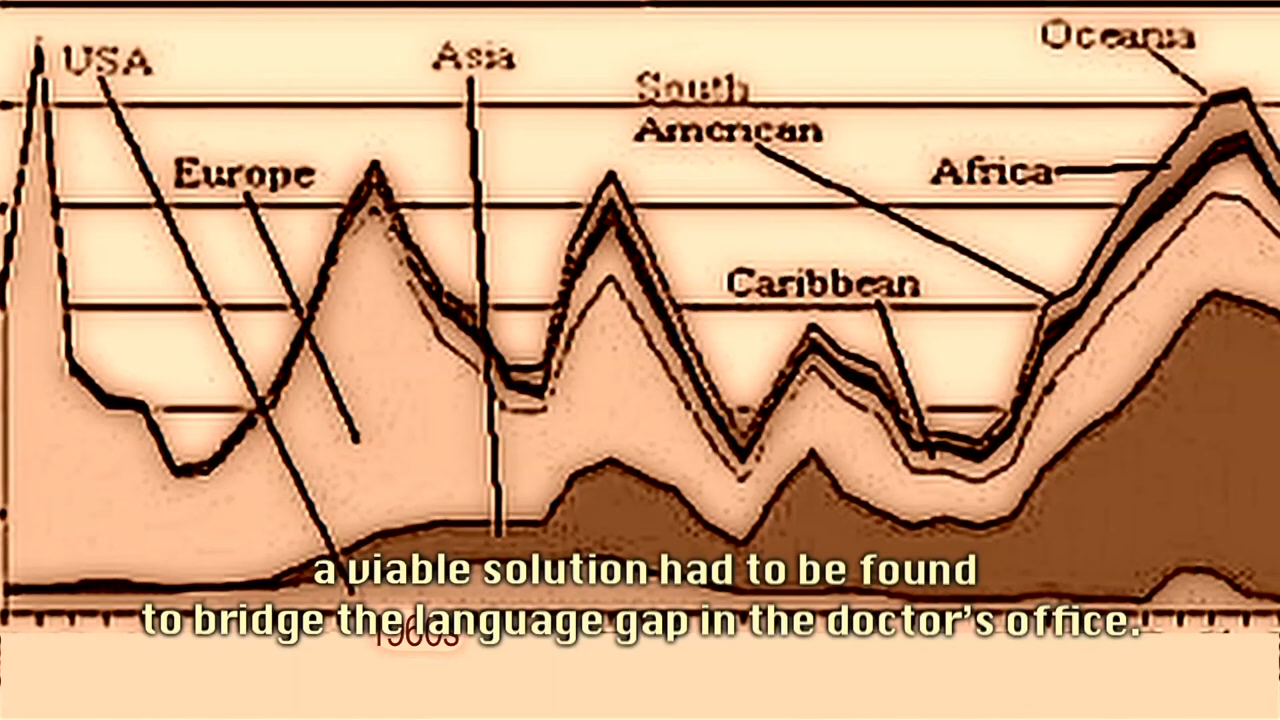 Oceania
USA
Asia
South
American
Europe
Africa
Caribbean
a viable solution had to be found
to bridge the language gap in the doctor's office.
1960s